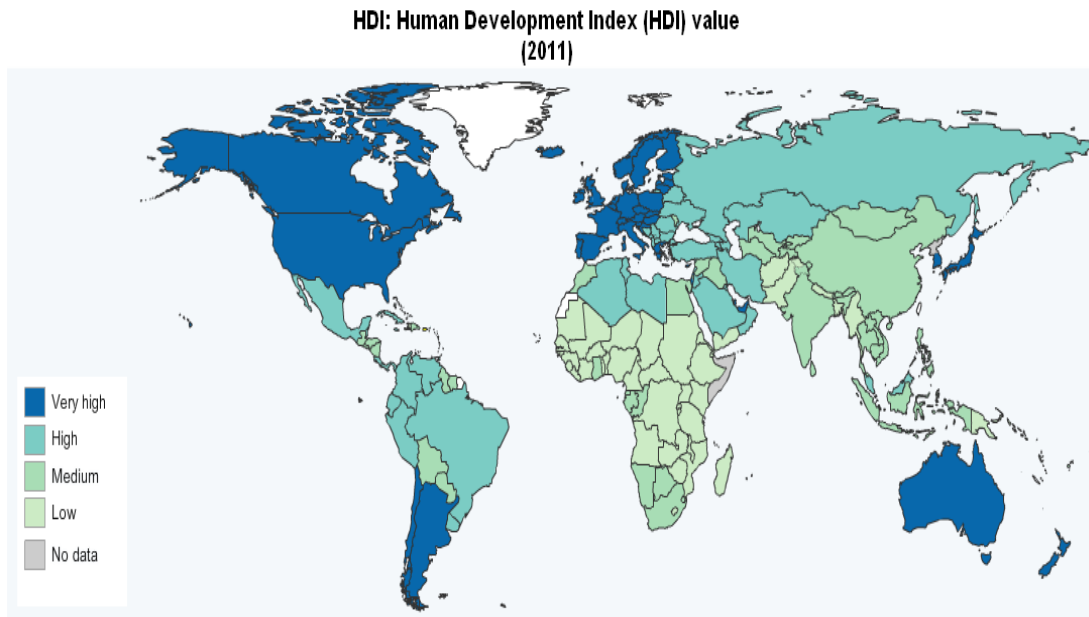 HDI: Human Development Index (HDI) value
(2011)
Very high
High
Medium
Low
No data